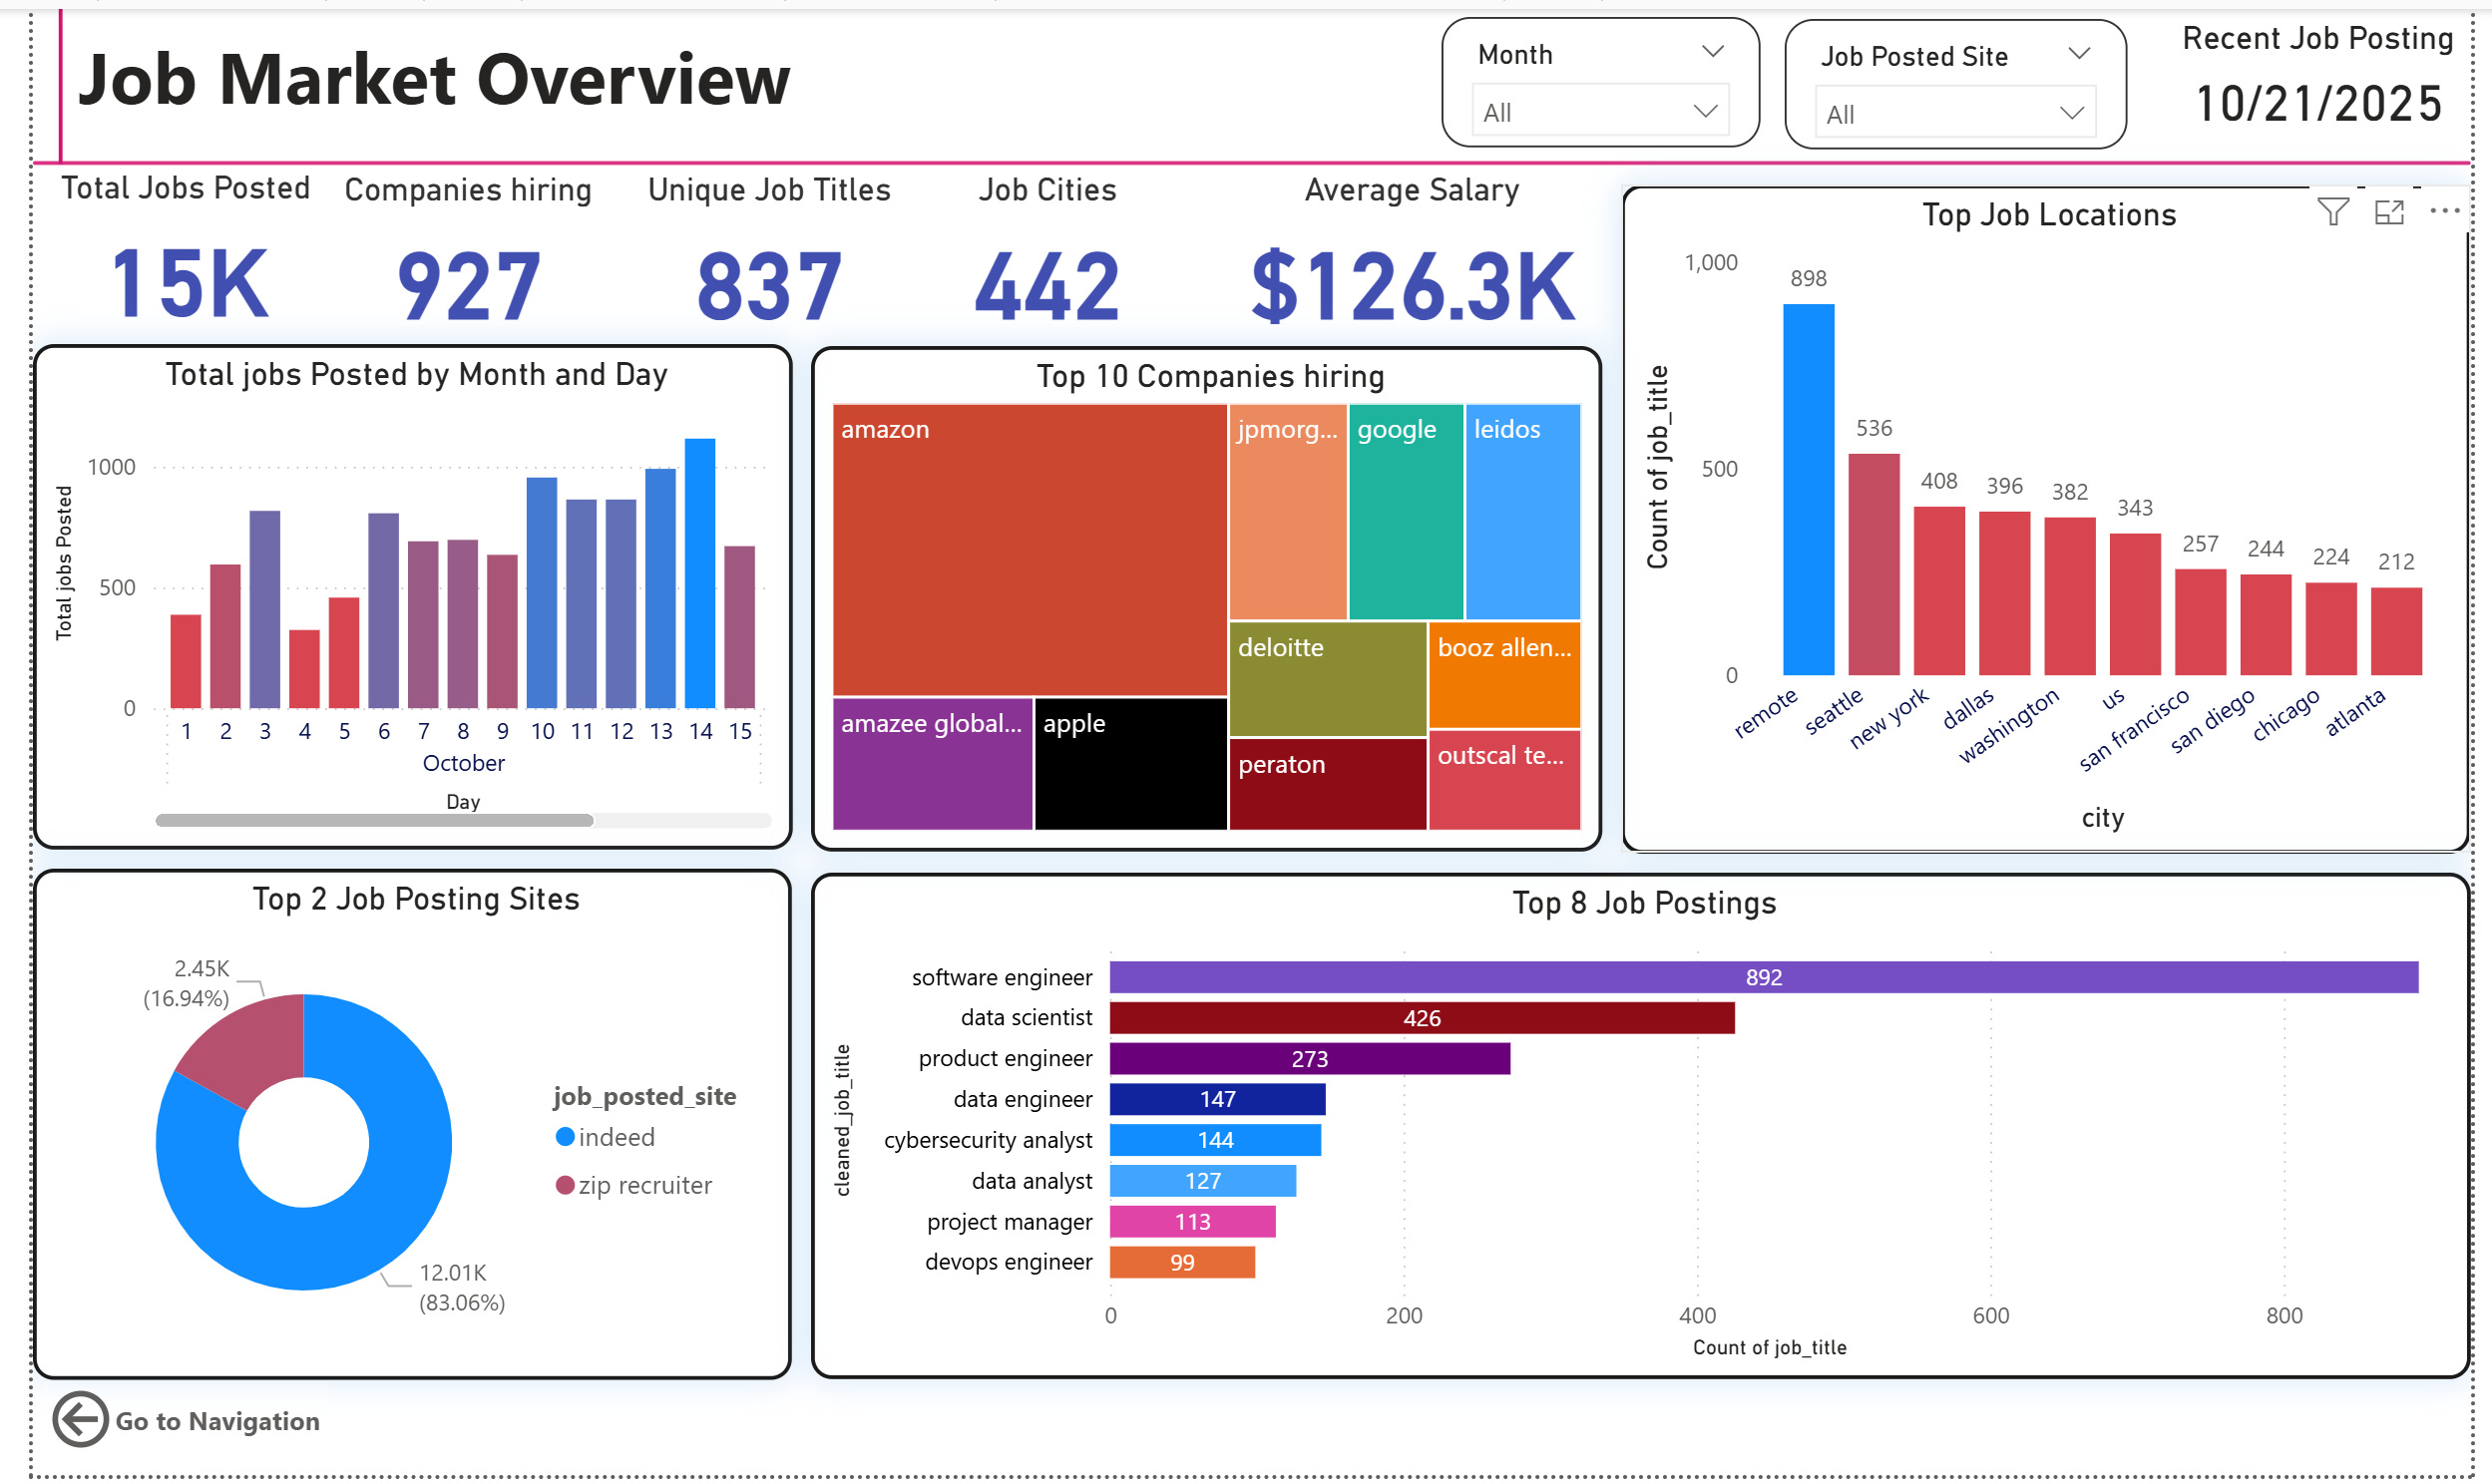 Job Market Overview
Month
All
Job Posted Site
All
Recent Job Posting
10/21/2025
Total Jobs Posted
15K
Companies hiring
927
Unique Job Titles
837
Job Cities
442
Average Salary
$126.3K
Total jobs Posted by Month and Day
Total jobs Posted
1000
500
0
1 2 3 4 5 6 7 8 9 10 11 12 13 14 15
October
Day
Top 10 Companies hiring
amazon
jpmorg...
google
leidos
deloitte
booz allen...
amazee global...
apple
peraton
outscal te...
Top Job Locations
Count of job_title
1,000
500
0
898
536
408
396
382
343
257
244
224
212
remote
seattle
new york
dallas
washington
us
san francisco
san diego
chicago
atlanta
city
Top 2 Job Posting Sites
2.45K
(16.94%)
12.01K
(83.06%)
job_posted_site
indeed
zip recruiter
Top 8 Job Postings
cleaned_job_title
software engineer 892
data scientist 426
product engineer 273
data engineer 147
cybersecurity analyst 144
data analyst 127
project manager 113
devops engineer 99
0 200 400 600 800
Count of job_title
Go to Navigation